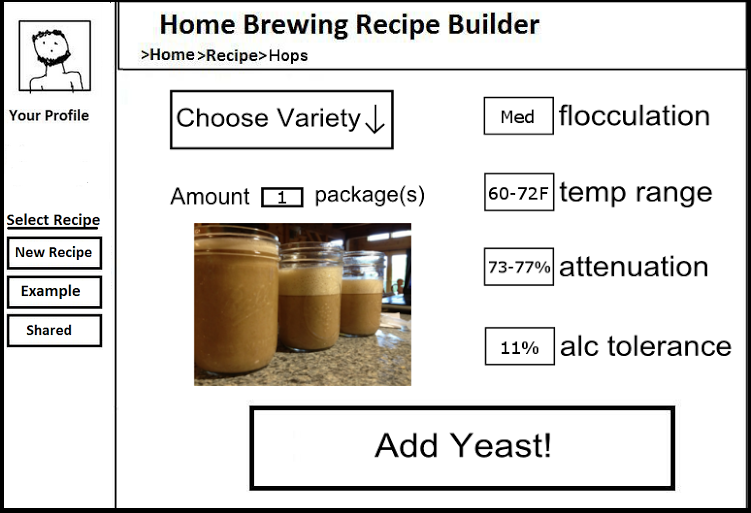 Home Brewing Recipe Builder
>Home >Recipe>Hops
Your Profile
Select Recipe
New Recipe
Example
Shared
Choose Variety↓
Amount 1 package(s)
Med flocculation
60-72F temp range
73-77% attenuation
11% alc tolerance
Add Yeast!